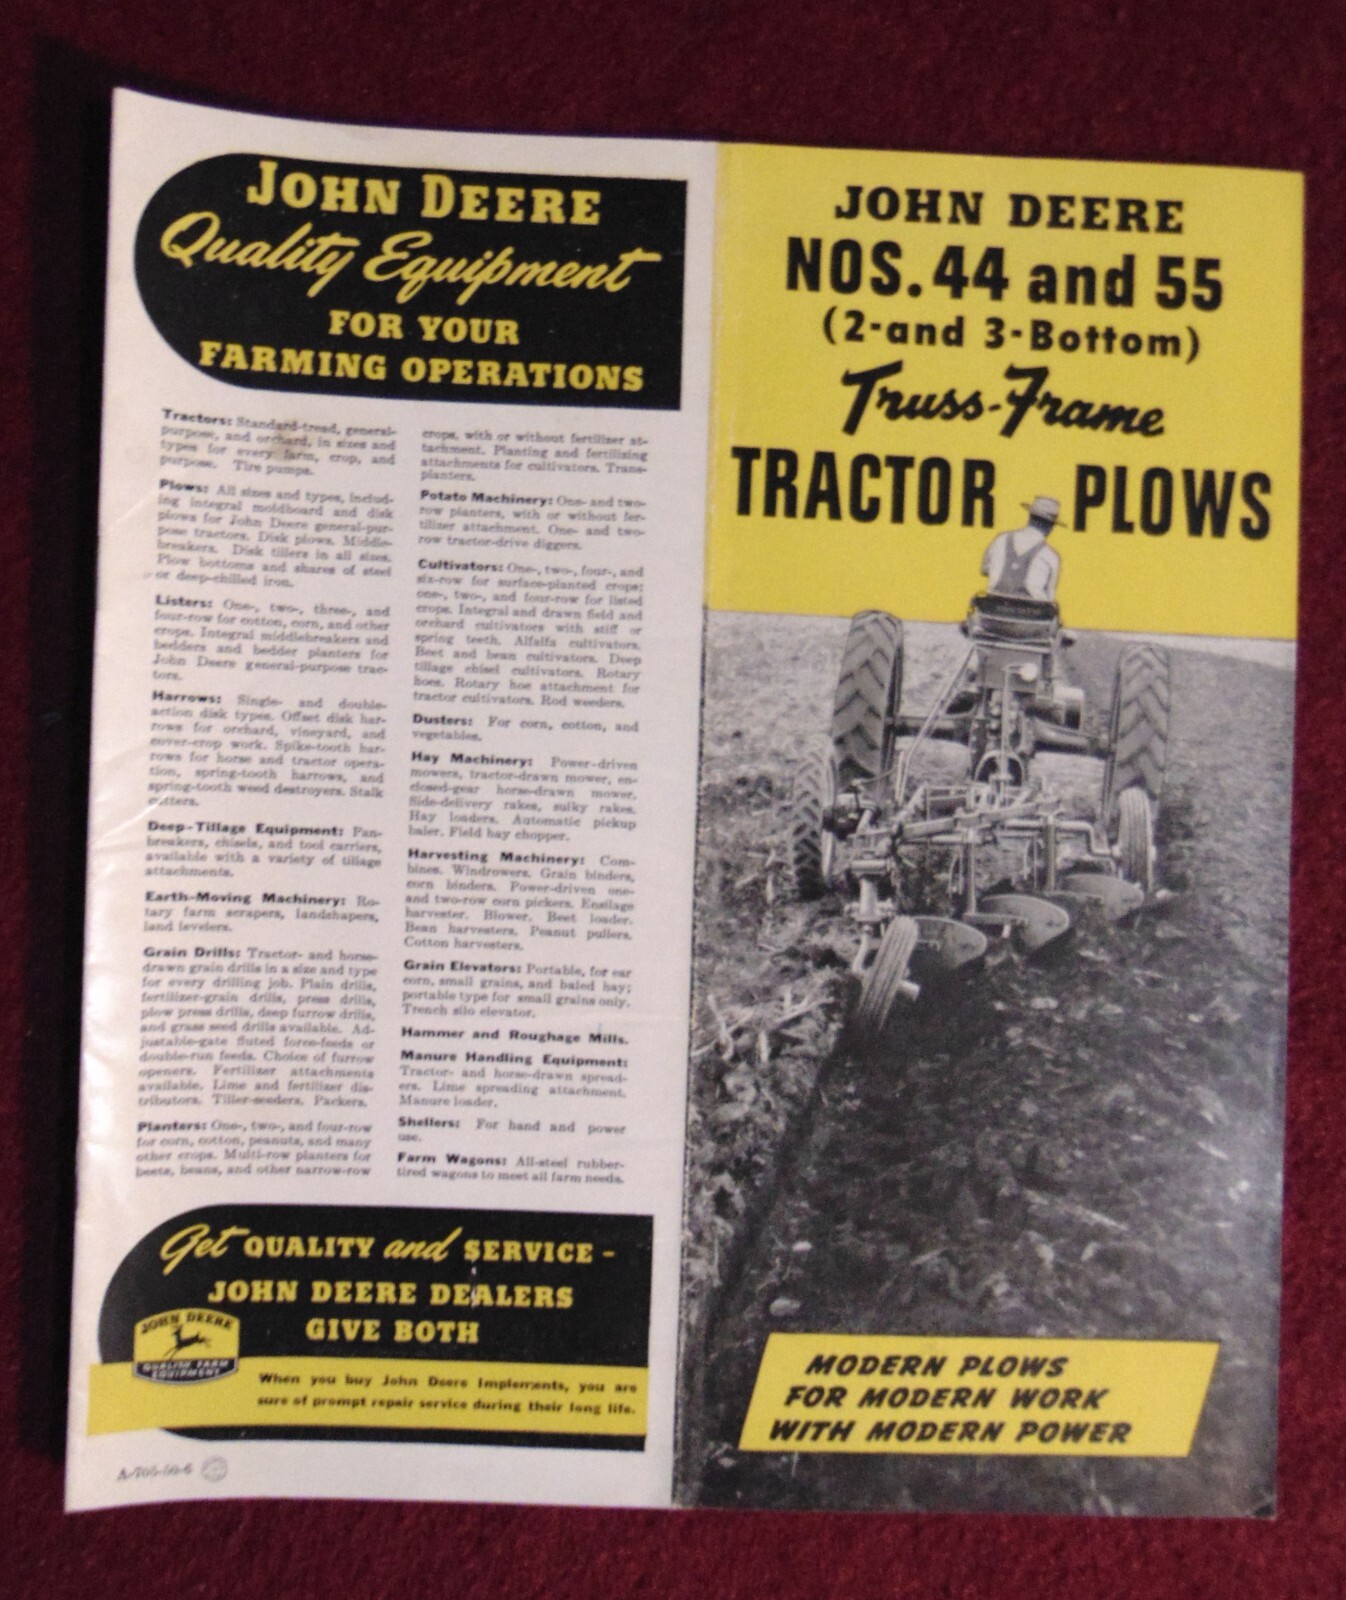 JOHN DEERE
Quality Equipment
FOR YOUR
FARMING OPERATIONS
Tractors: Standard-tread, general-
purpose, and orchard, in sizes and
types for every farm, crop, and
purpose. Tire pumps.
Plows: All sizes and types, includ-
ing integral moldboard and disk
plows for John Deere general-pur-
pose tractors. Disk plows. Middle-
breakers. Disk tillers in all sizes.
Plow bottoms and shares of steel
or deep-chilled iron.
Listers: One-, two-, three-, and
four-row for cotton, corn, and other
crops. Integral middlebreakers and
bedders and bedder planters for
John Deere general-purpose trac-
tors.
Harrows: Single- and double-
action disk types. Offset disk har-
rows for orchard, vineyard, and
cover-crop work. Spike-tooth har-
rows for horse and tractor opera-
tion, spring-tooth harrows, and
spring-tooth weed destroyers. Stalk
cutters.
Deep-Tillage Equipment: Pan-
breakers, chisels, and tool carriers,
available with a variety of tillage
attachments.
Earth-Moving Machinery: Ro-
tary farm scrapers, landshapers,
land levelers.
Grain Drills: Tractor- and horse-
drawn grain drills in a size and type
for every drilling job. Plain drills,
fertilizer-grain drills, press drills,
plow press drills, deep furrow drills,
and grass seed drills available. Ad-
justable-gate fluted force-feeds or
double-run feeds. Choice of furrow
openers. Fertilizer attachments
available. Lime and fertilizer dis-
tributors. Tiller-seeders. Packers.
Planters: One-, two-, and four-row
for corn, cotton, peanuts, and many
other crops. Multi-row planters for
beets, beans, and other narrow-row
crops, with or without fertilizer at-
tachment. Planting and fertilizing
attachments for cultivators. Trans-
planters.
Potato Machinery: One- and two-
row planters, with or without fer-
tilizer attachment. One- and two-
row tractor-drive diggers.
Cultivators: One-, two-, four-, and
six-row for surface-planted crops;
one-, two-, and four-row for listed
crops. Integral and drawn field and
orchard cultivators with stiff or
spring teeth. Alfalfa cultivators.
Beet and bean cultivators. Deep
tillage chisel cultivators. Rotary
hoes. Rotary hoe attachment for
tractor cultivators. Rod weeders.
Dusters: For corn, cotton, and
vegetables.
Hay Machinery: Power-driven
mowers, tractor-drawn mower, en-
closed-gear horse-drawn mower.
Side-delivery rakes, sulky rakes.
Hay loaders. Automatic pickup
baler. Field hay chopper.
Harvesting Machinery: Com-
bines. Windrowers. Grain binders,
corn binders. Power-driven one-
and two-row corn pickers. Ensilage
harvester. Blower. Beet loader.
Bean harvesters. Peanut pullers.
Cotton harvesters.
Grain Elevators: Portable, for ear
corn, small grains, and baled hay;
portable type for small grains only.
Trench silo elevator.
Hammer and Roughage Mills.
Manure Handling Equipment:
Tractor- and horse-drawn spread-
ers. Lime spreading attachment.
Manure loader.
Shellers: For hand and power
use.
Farm Wagons: All-steel rubber-
tired wagons to meet all farm needs.
Get QUALITY and SERVICE -
JOHN DEERE DEALERS
GIVE BOTH
JOHN DEERE
QUALITY FARM
EQUIPMENT
When you buy John Deere Implements, you are
sure of prompt repair service during their long life.
A-705-50-6
JOHN DEERE
NOS. 44 and 55
(2-and 3-Bottom)
Truss-Frame
TRACTOR PLOWS
MODERN PLOWS
FOR MODERN WORK
WITH MODERN POWER